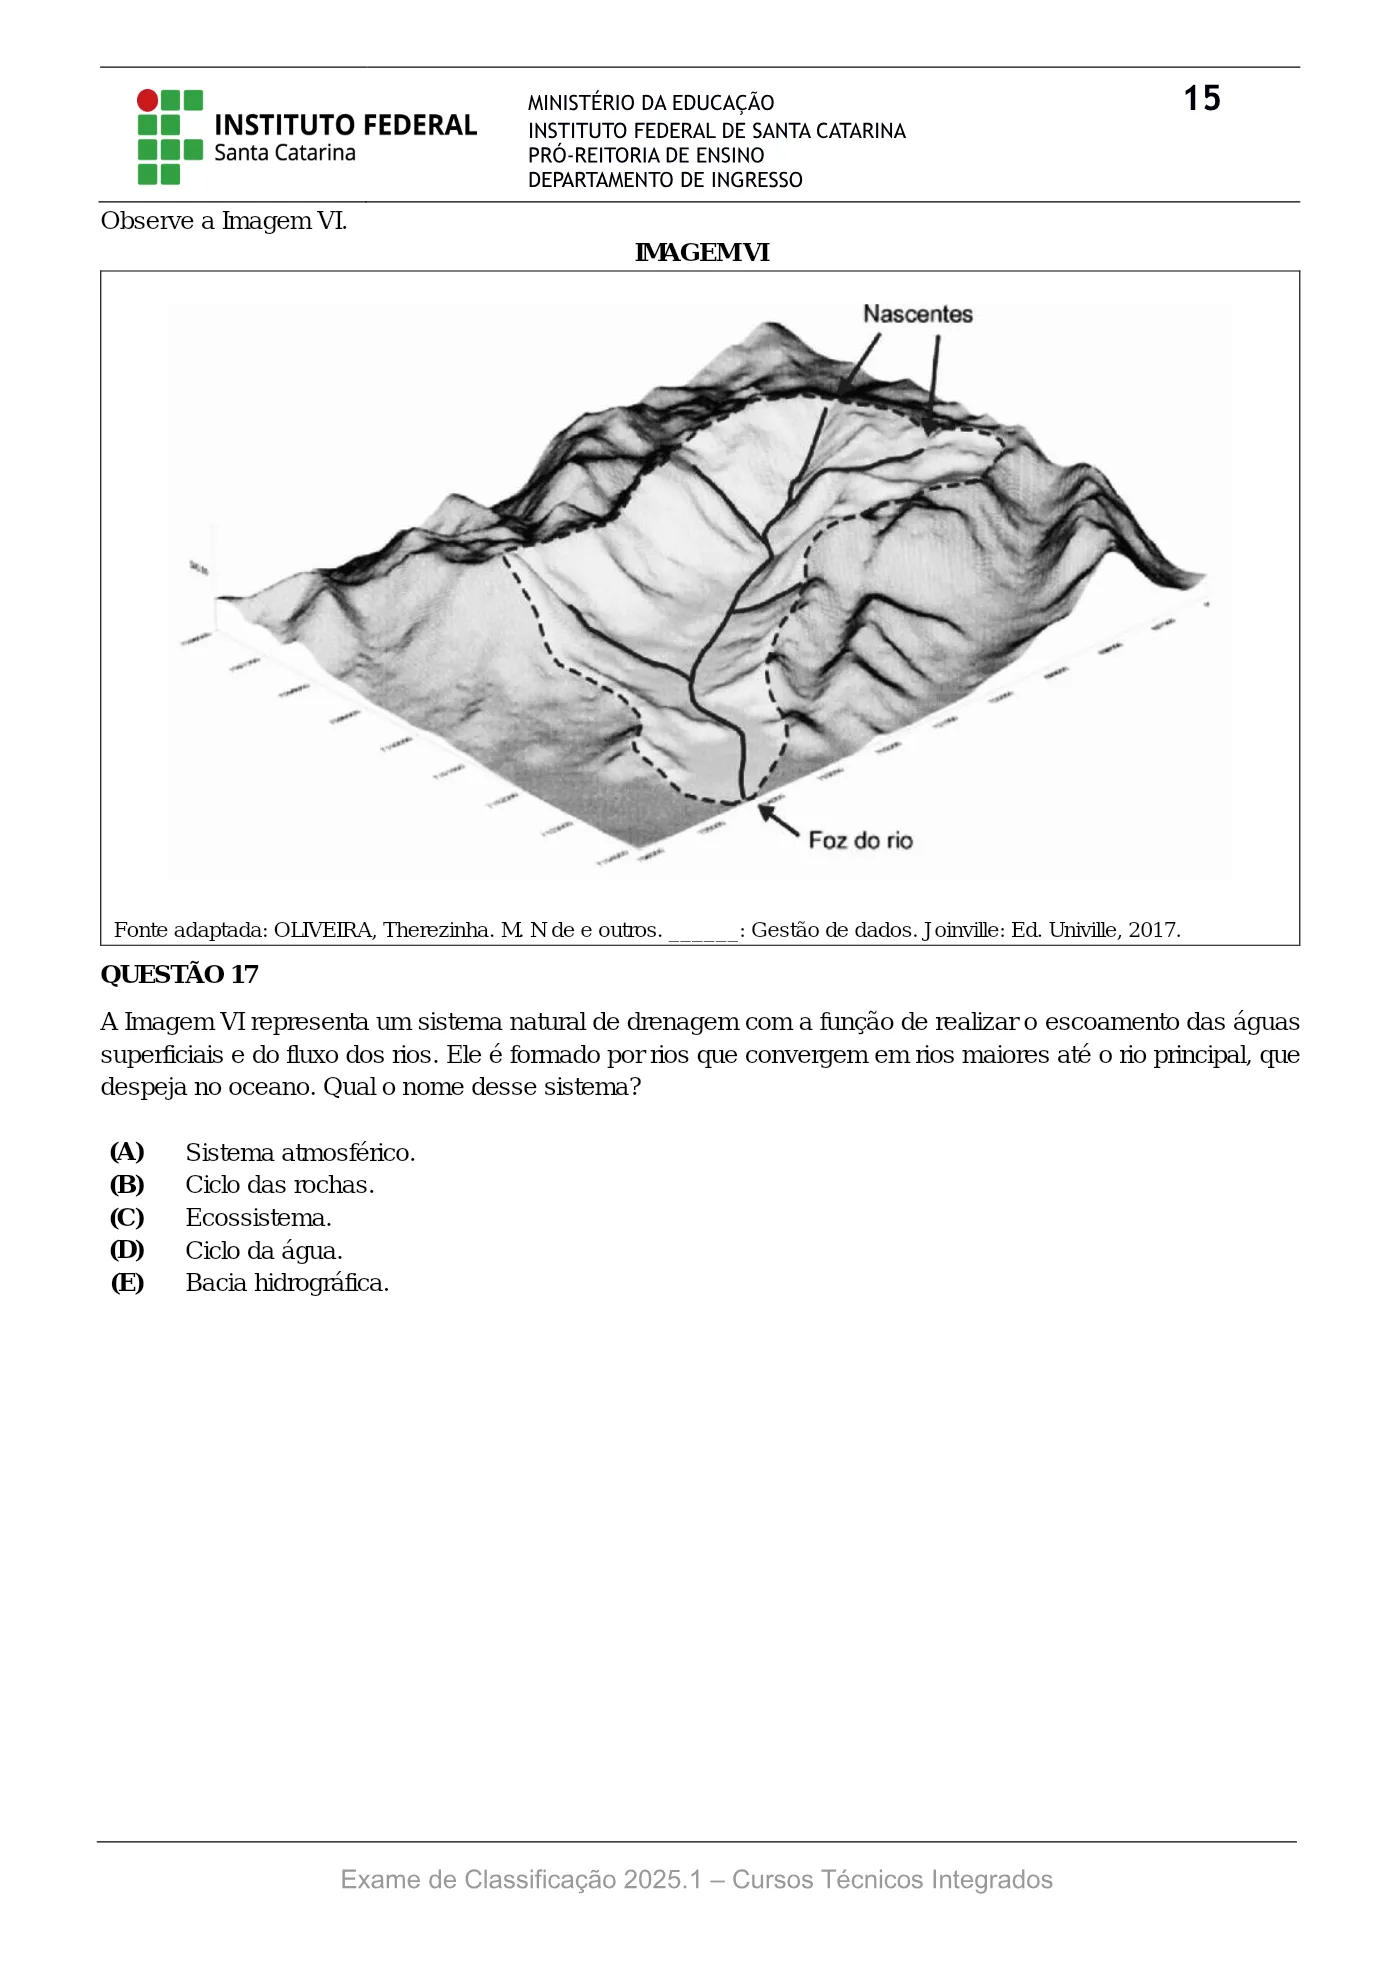 INSTITUTO FEDERAL
Santa Catarina
MINISTÉRIO DA EDUCAÇÃO
INSTITUTO FEDERAL DE SANTA CATARINA
PRÓ-REITORIA DE ENSINO
DEPARTAMENTO DE INGRESSO
15
Observe a Imagem VI.
IMAGEM VI
Nascentes
Foz do rio
Fonte adaptada: OLIVEIRA, Therezinha. M. N de e outros. ______: Gestão de dados. Joinville: Ed. Univille, 2017.
QUESTÃO 17
A Imagem VI representa um sistema natural de drenagem com a função de realizar o escoamento das águas
superficiais e do fluxo dos rios. Ele é formado por rios que convergem em rios maiores até o rio principal, que
despeja no oceano. Qual o nome desse sistema?
(A) Sistema atmosférico.
(B) Ciclo das rochas.
(C) Ecossistema.
(D) Ciclo da água.
(E) Bacia hidrográfica.
Exame de Classificação 2025.1 – Cursos Técnicos Integrados